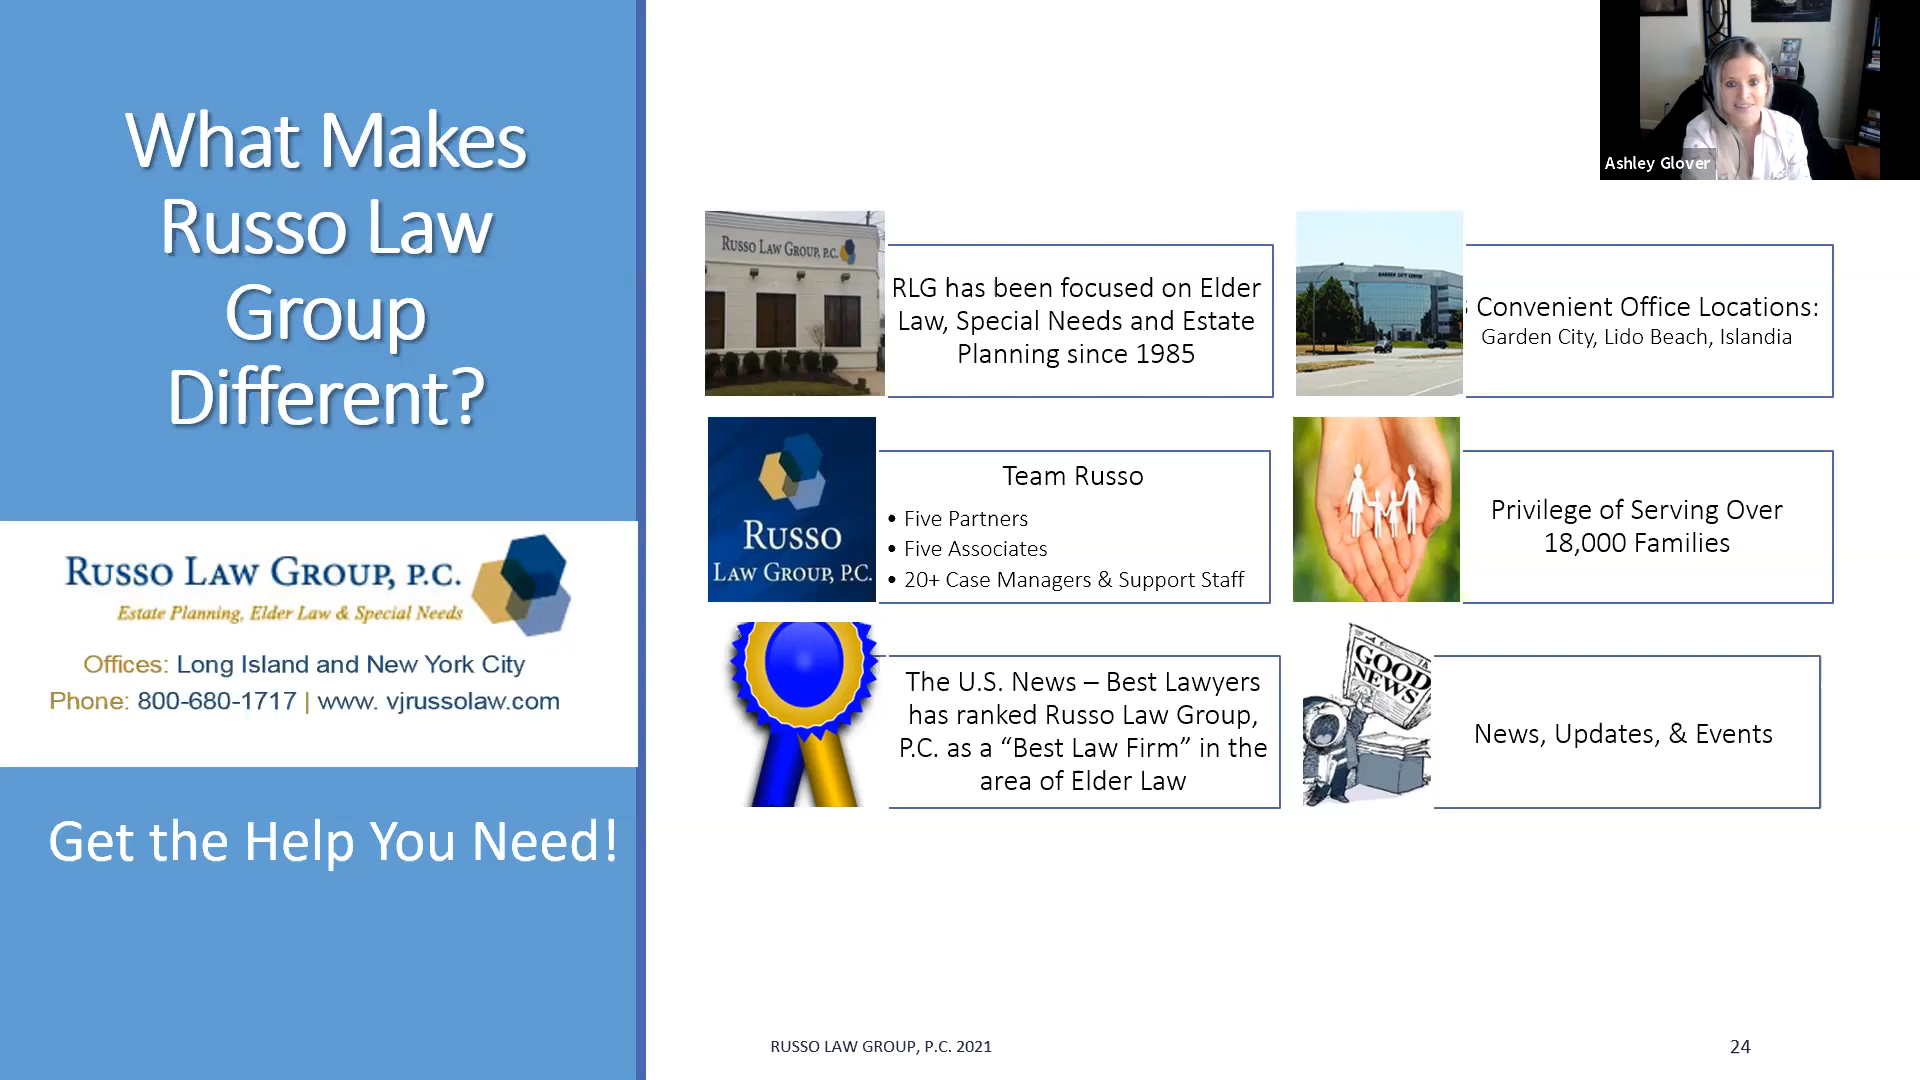 What Makes
Russo Law
Group
Different?
RUSSO LAW GROUP, P.C.
Estate Planning, Elder Law & Special Needs
Offices: Long Island and New York City
Phone: 800-680-1717 | www. vjrussolaw.com
Get the Help You Need!
Ashley Glover
RUSSO LAW GROUP, P.C.
RLG has been focused on Elder
Law, Special Needs and Estate
Planning since 1985
GARDEN CITY CENTER
Convenient Office Locations:
Garden City, Lido Beach, Islandia
RUSSO
LAW GROUP, P.C.
Team Russo
• Five Partners
• Five Associates
• 20+ Case Managers & Support Staff
Privilege of Serving Over
18,000 Families
The U.S. News – Best Lawyers
has ranked Russo Law Group,
P.C. as a “Best Law Firm” in the
area of Elder Law
GOOD
NEWS
News, Updates, & Events
RUSSO LAW GROUP, P.C. 2021
24